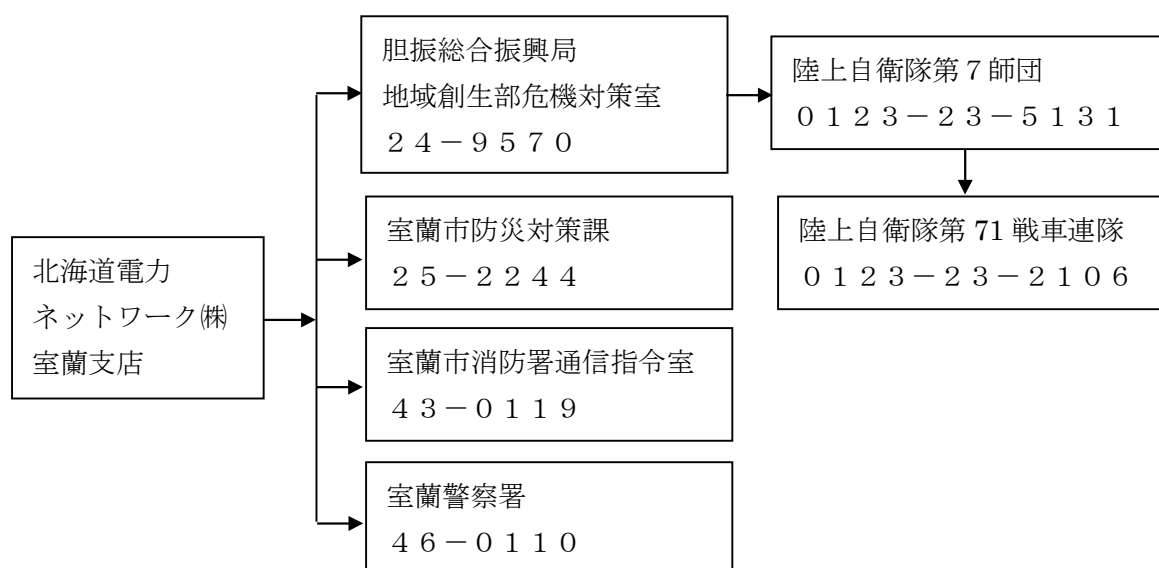 北海道電力
ネットワーク㈱
室蘭支店
胆振総合振興局
地域創生部危機対策室
２４－９５７０
室蘭市防災対策課
２５－２２４４
室蘭市消防署通信指令室
４３－０１１９
室蘭警察署
４６－０１１０
陸上自衛隊第７師団
０１２３－２３－５１３１
陸上自衛隊第 71 戦車連隊
０１２３－２３－２１０６